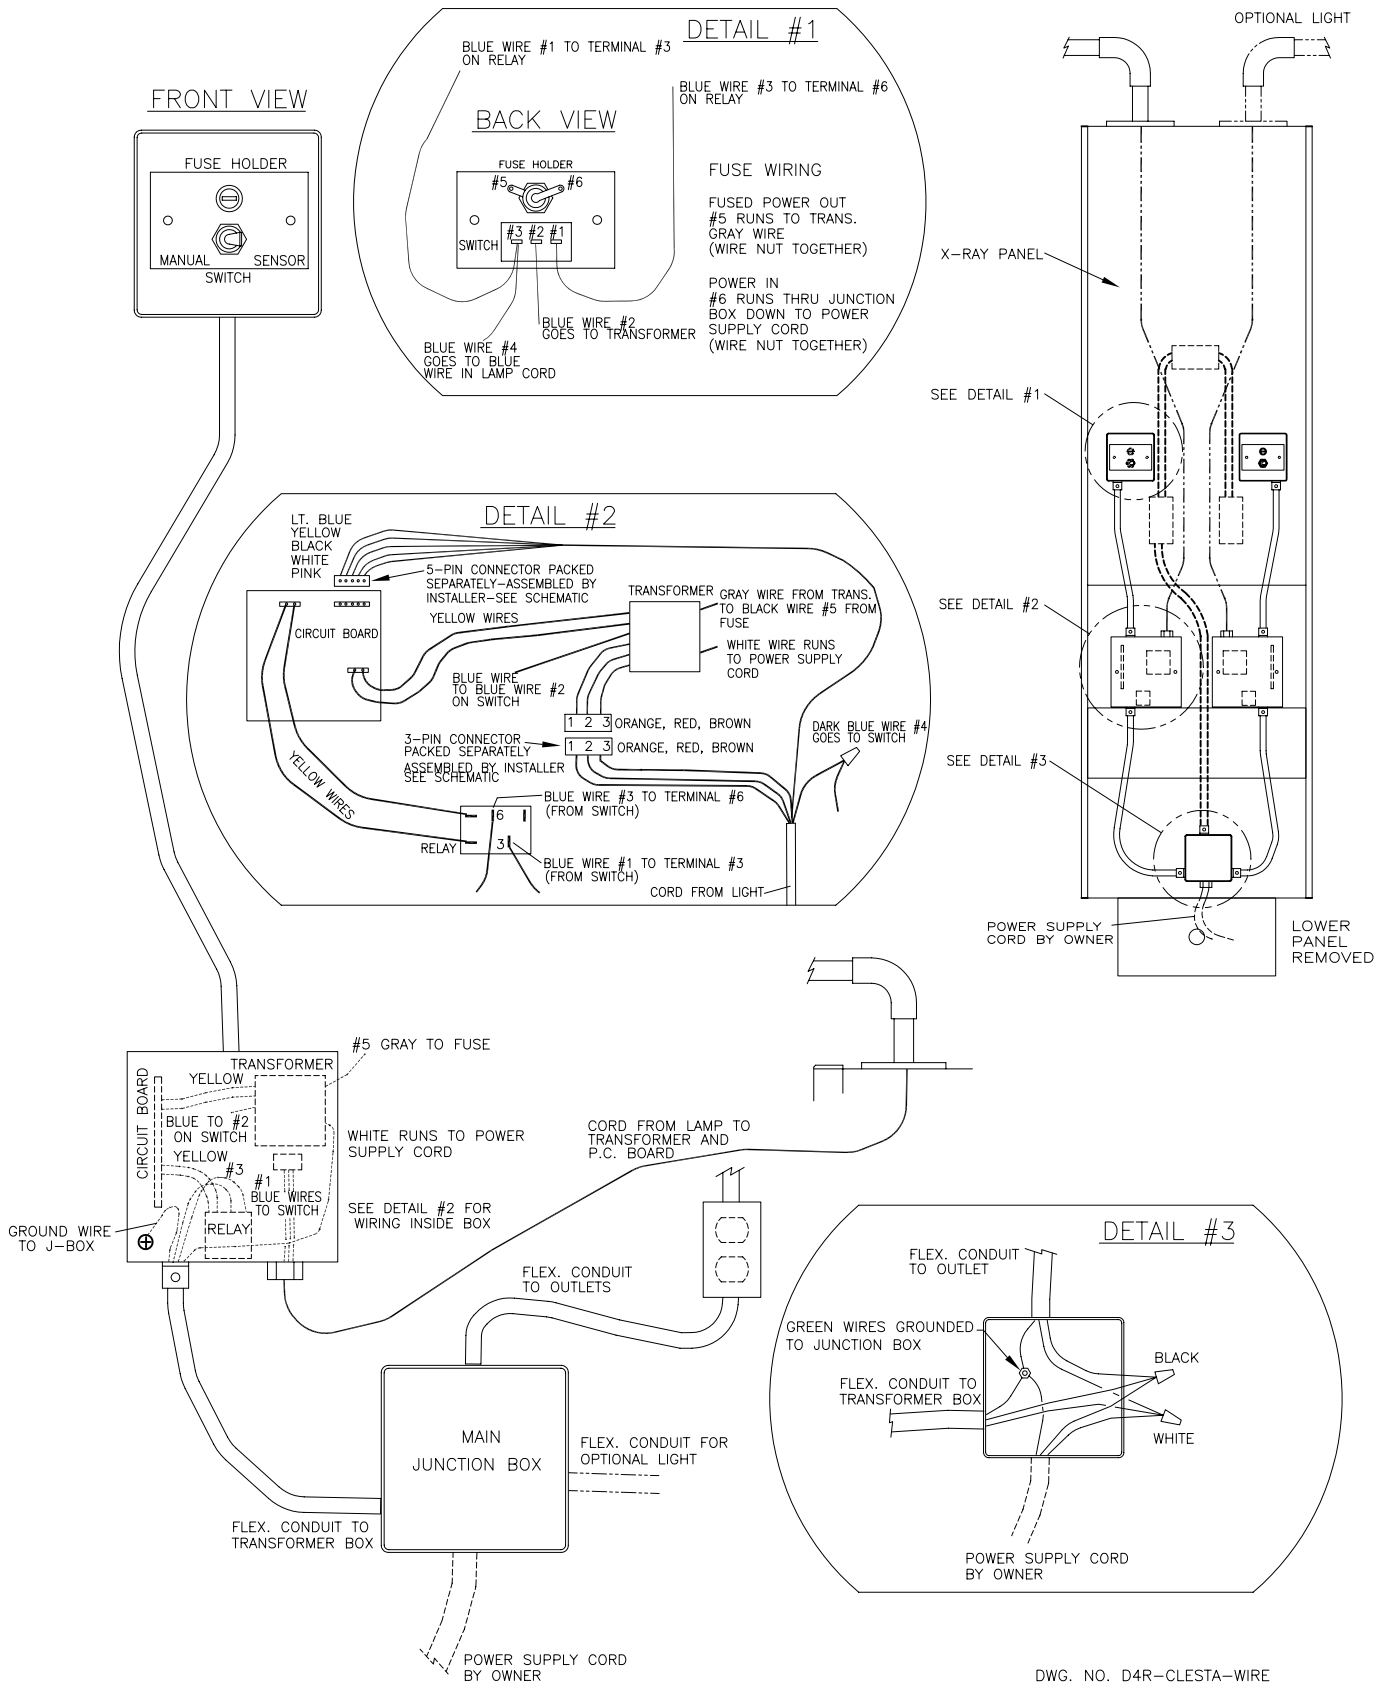 OPTIONAL LIGHT
FRONT VIEW
FUSE HOLDER
MANUAL
SENSOR
SWITCH
DETAIL #1
BLUE WIRE #1 TO TERMINAL #3
ON RELAY
BLUE WIRE #3 TO TERMINAL #6
ON RELAY
BACK VIEW
FUSE HOLDER
#5
#6
#3
#2
#1
SWITCH
BLUE WIRE #2
GOES TO TRANSFORMER
BLUE WIRE #4
GOES TO BLUE
WIRE IN LAMP CORD
FUSE WIRING
FUSED POWER OUT
#5 RUNS TO TRANS.
GRAY WIRE
(WIRE NUT TOGETHER)
POWER IN
#6 RUNS THRU JUNCTION
BOX DOWN TO POWER
SUPPLY CORD
(WIRE NUT TOGETHER)
X-RAY PANEL
SEE DETAIL #1
SEE DETAIL #2
SEE DETAIL #3
POWER SUPPLY
CORD BY OWNER
LOWER
PANEL
REMOVED
DETAIL #2
LT. BLUE
YELLOW
BLACK
WHITE
PINK
5-PIN CONNECTOR PACKED
SEPARATELY-ASSEMBLED BY
INSTALLER-SEE SCHEMATIC
CIRCUIT BOARD
YELLOW WIRES
TRANSFORMER
GRAY WIRE FROM TRANS.
TO BLACK WIRE #5 FROM
FUSE
WHITE WIRE RUNS
TO POWER SUPPLY
CORD
BLUE WIRE
TO BLUE WIRE #2
ON SWITCH
1 2 3
ORANGE, RED, BROWN
1 2 3
ORANGE, RED, BROWN
3-PIN CONNECTOR
PACKED SEPARATELY
ASSEMBLED BY INSTALLER
SEE SCHEMATIC
DARK BLUE WIRE #4
GOES TO SWITCH
YELLOW WIRES
BLUE WIRE #3 TO TERMINAL #6
(FROM SWITCH)
6
3
RELAY
BLUE WIRE #1 TO TERMINAL #3
(FROM SWITCH)
CORD FROM LIGHT
#5 GRAY TO FUSE
TRANSFORMER
YELLOW
CIRCUIT BOARD
BLUE TO #2
ON SWITCH
YELLOW
#3
#1
BLUE WIRES
TO SWITCH
RELAY
WHITE RUNS TO POWER
SUPPLY CORD
SEE DETAIL #2 FOR
WIRING INSIDE BOX
GROUND WIRE
TO J-BOX
CORD FROM LAMP TO
TRANSFORMER AND
P.C. BOARD
FLEX. CONDUIT
TO OUTLETS
MAIN
JUNCTION BOX
FLEX. CONDUIT FOR
OPTIONAL LIGHT
FLEX. CONDUIT TO
TRANSFORMER BOX
POWER SUPPLY CORD
BY OWNER
DETAIL #3
FLEX. CONDUIT
TO OUTLET
GREEN WIRES GROUNDED
TO JUNCTION BOX
FLEX. CONDUIT TO
TRANSFORMER BOX
BLACK
WHITE
POWER SUPPLY CORD
BY OWNER
DWG. NO. D4R-CLESTA-WIRE